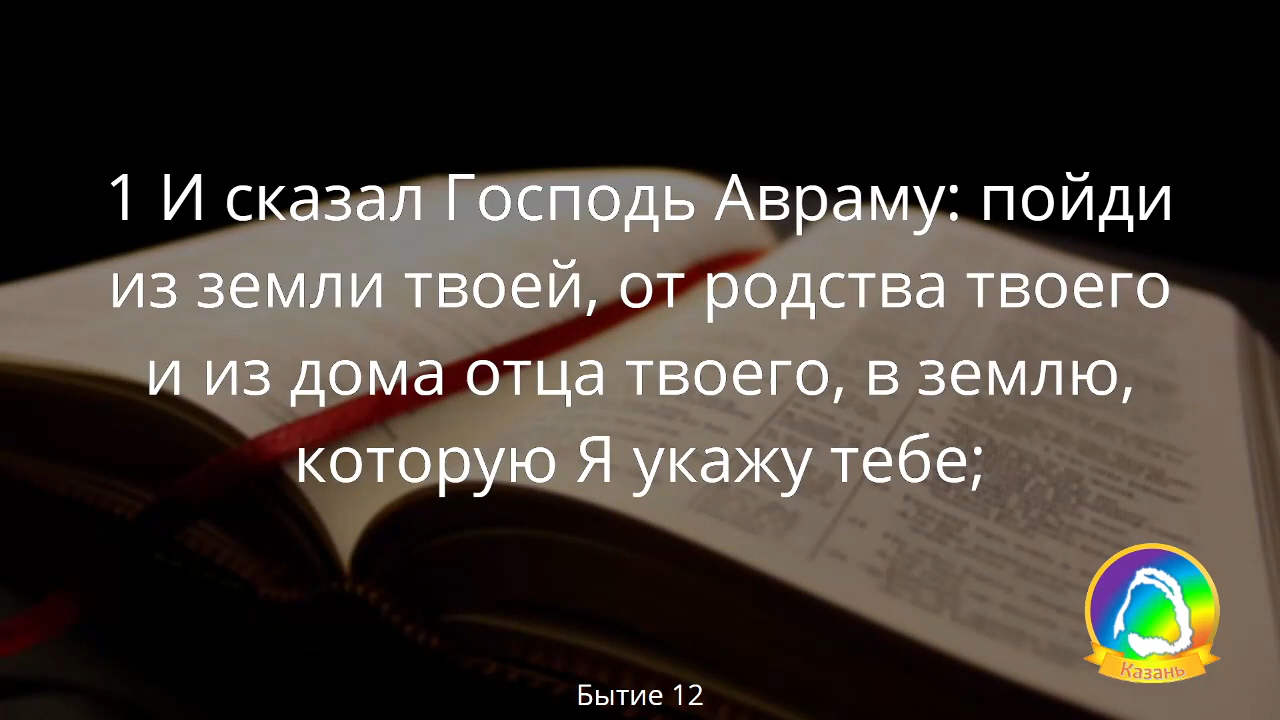 1 И сказал Господь Авраму: пойди
из земли твоей, от родства твоего
и из дома отца твоего, в землю,
которую Я укажу тебе;
Казань
Бытие 12